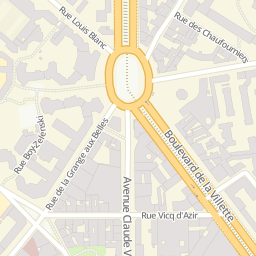 Rue Louis Blanc
Rue des Chaufourniers
Rue Boy-Zelenski
Rue de la Grange aux Belles
Boulevard de la Villette
Avenue Claude V
Rue Vicq d'Azir